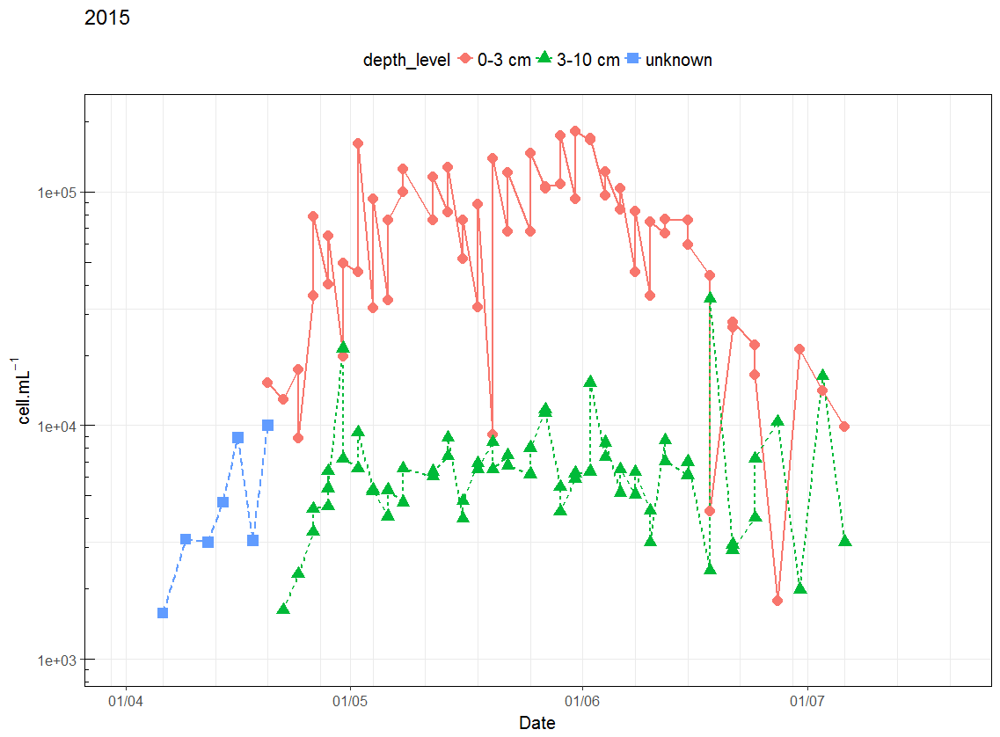 2015
depth_level 0-3 cm 3-10 cm unknown
cell.mL⁻¹
1e+05
1e+04
1e+03
01/04 01/05 01/06 01/07
Date